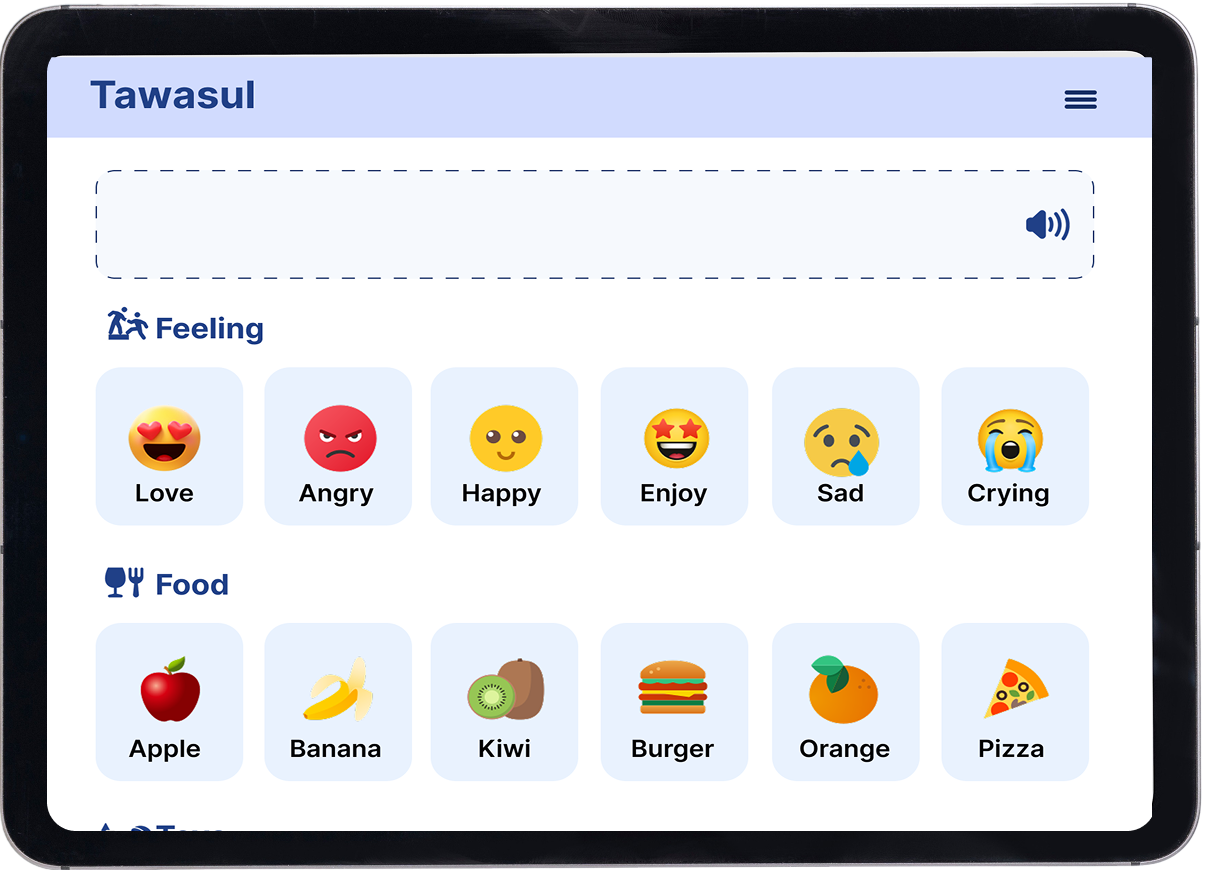 Tawasul
Feeling
Love Angry Happy Enjoy Sad Crying
Food
Apple Banana Kiwi Burger Orange Pizza